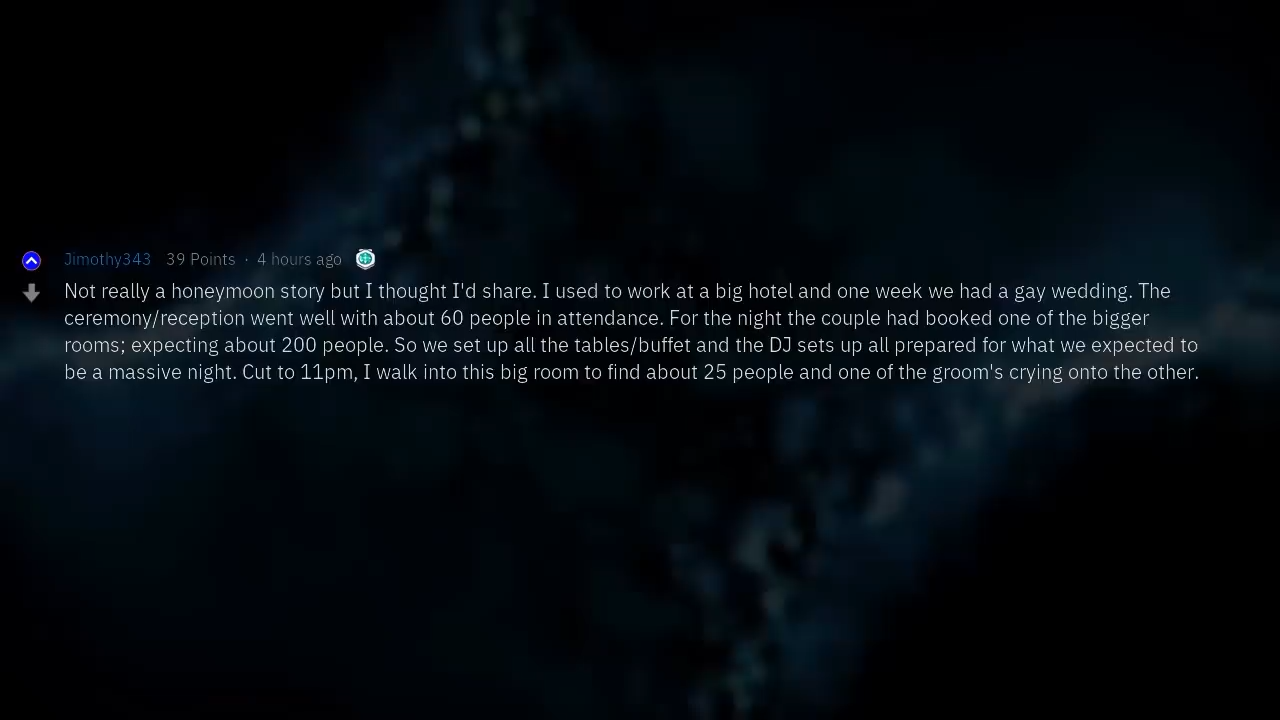 Jimothy343 39 Points · 4 hours ago
Not really a honeymoon story but I thought I'd share. I used to work at a big hotel and one week we had a gay wedding. The
ceremony/reception went well with about 60 people in attendance. For the night the couple had booked one of the bigger
rooms; expecting about 200 people. So we set up all the tables/buffet and the DJ sets up all prepared for what we expected to
be a massive night. Cut to 11pm, I walk into this big room to find about 25 people and one of the groom's crying onto the other.